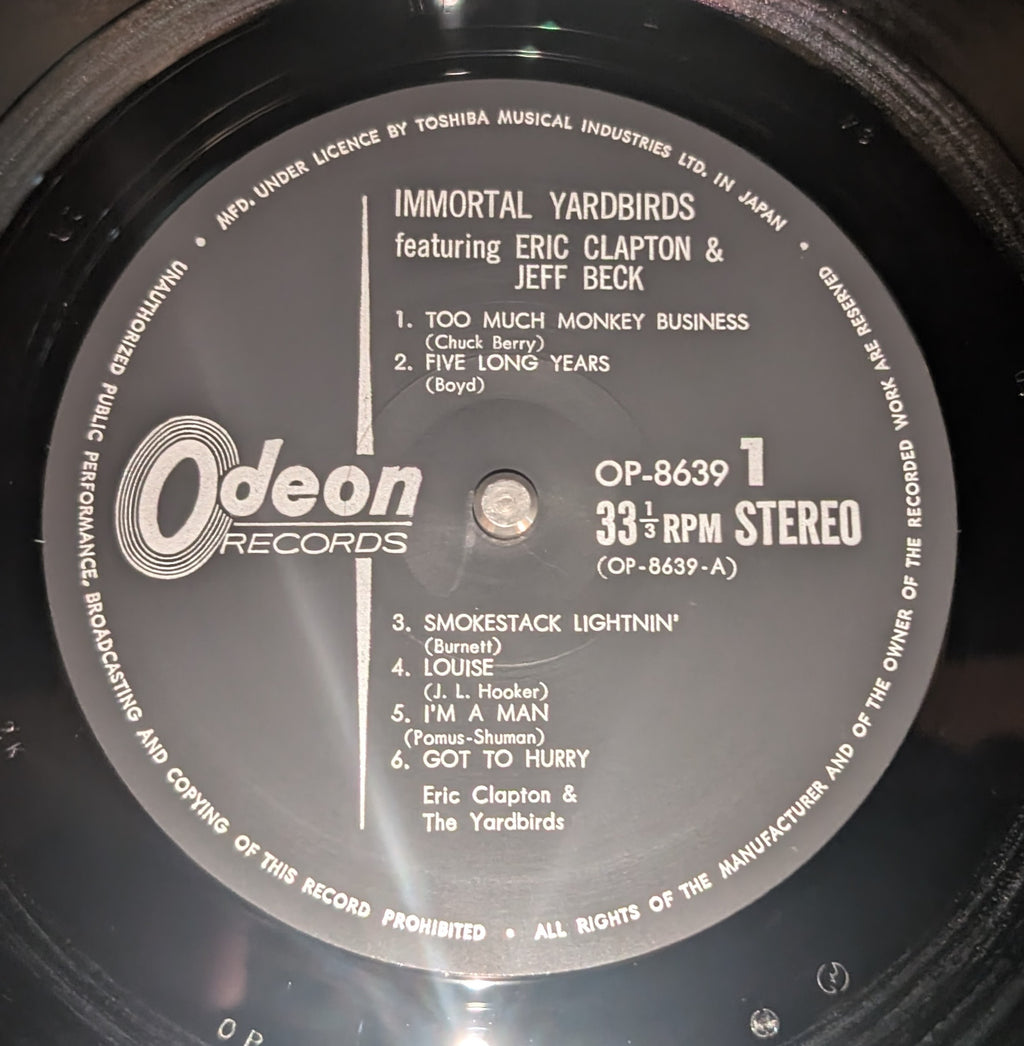 MFD. UNDER LICENCE BY TOSHIBA MUSICAL INDUSTRIES LTD. IN JAPAN •
IMMORTAL YARDBIRDS
featuring ERIC CLAPTON &
JEFF BECK
1. TOO MUCH MONKEY BUSINESS
(Chuck Berry)
2. FIVE LONG YEARS
(Boyd)
Odeon
RECORDS
OP-8639 1
33 1/3 RPM STEREO
(OP-8639-A)
3. SMOKESTACK LIGHTNIN'
(Burnett)
4. LOUISE
(J. L. Hooker)
5. I'M A MAN
(Pomus-Shuman)
6. GOT TO HURRY
Eric Clapton &
The Yardbirds
• UNAUTHORIZED PUBLIC PERFORMANCE, BROADCASTING AND COPYING OF THIS RECORD PROHIBITED • ALL RIGHTS OF THE MANUFACTURER AND OF THE OWNER OF THE RECORDED WORK ARE RESERVED